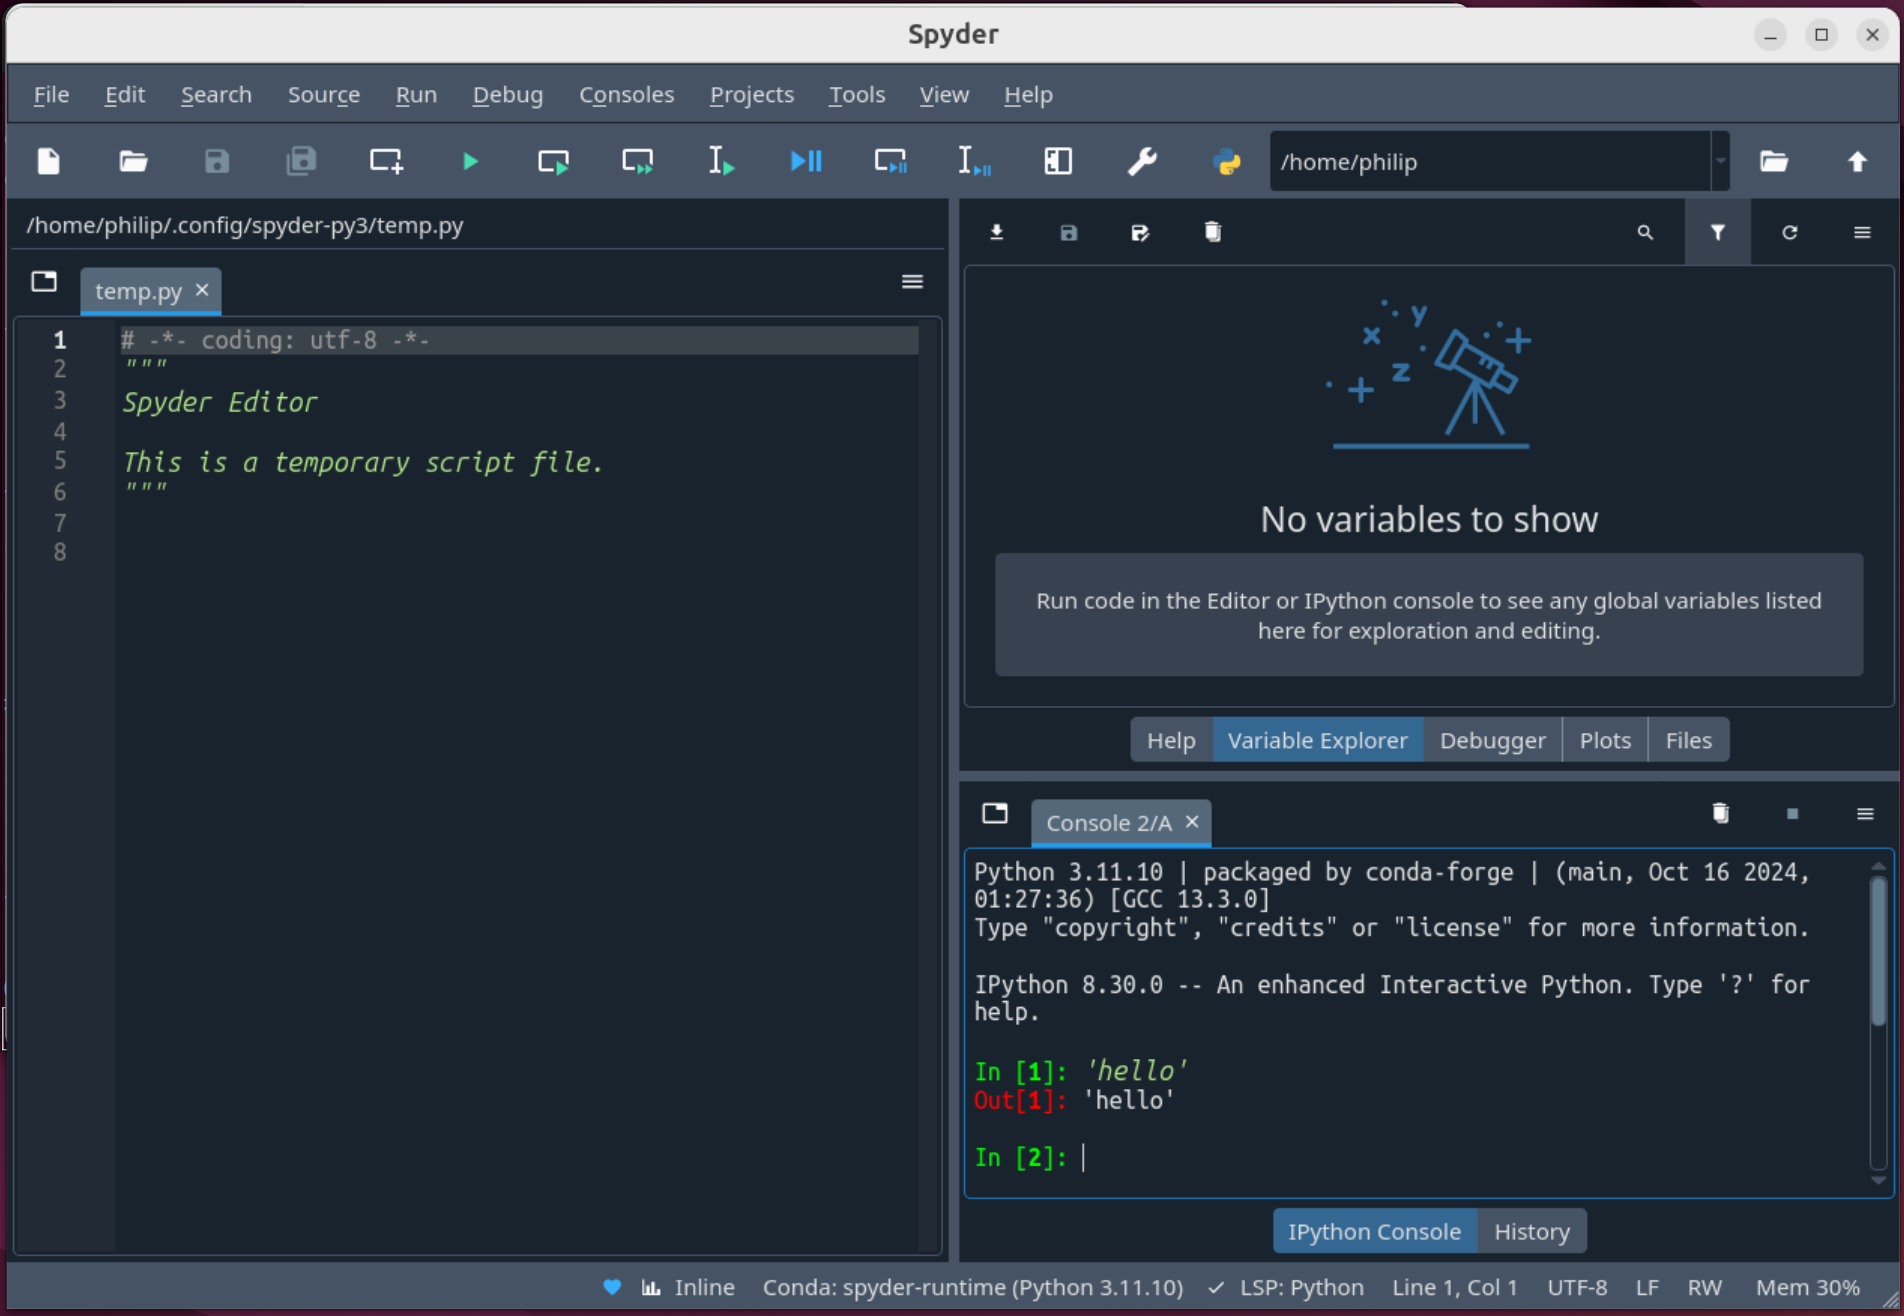 Spyder
File Edit Search Source Run Debug Consoles Projects Tools View Help
/home/philip
/home/philip/.config/spyder-py3/temp.py
temp.py
1 # -*- coding: utf-8 -*-
2 """
3 Spyder Editor
4
5 This is a temporary script file.
6 """
7
8
x y z
No variables to show
Run code in the Editor or IPython console to see any global variables listed
here for exploration and editing.
Help Variable Explorer Debugger Plots Files
Console 2/A
Python 3.11.10 | packaged by conda-forge | (main, Oct 16 2024,
01:27:36) [GCC 13.3.0]
Type "copyright", "credits" or "license" for more information.
IPython 8.30.0 -- An enhanced Interactive Python. Type '?' for
help.
In [1]: 'hello'
Out[1]: 'hello'
In [2]:
IPython Console History
Inline Conda: spyder-runtime (Python 3.11.10) ✓ LSP: Python Line 1, Col 1 UTF-8 LF RW Mem 30%